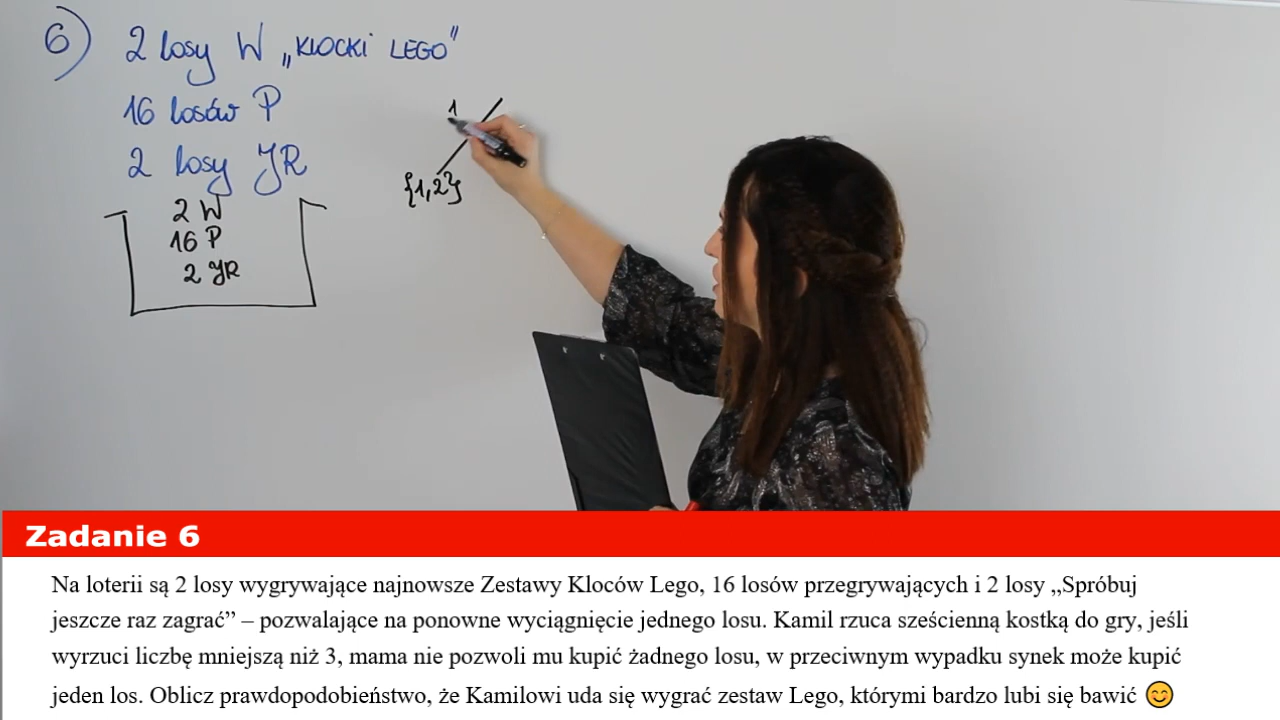 6) 2 losy W „KLOCKI LEGO”
16 losów P
2 losy JR
2 W
16 P
2 JR
1
{1,2}
Zadanie 6
Na loterii są 2 losy wygrywające najnowsze Zestawy Kloców Lego, 16 losów przegrywających i 2 losy „Spróbuj
jeszcze raz zagrać” – pozwalające na ponowne wyciągnięcie jednego losu. Kamil rzuca sześcienną kostką do gry, jeśli
wyrzuci liczbę mniejszą niż 3, mama nie pozwoli mu kupić żadnego losu, w przeciwnym wypadku synek może kupić
jeden los. Oblicz prawdopodobieństwo, że Kamilowi uda się wygrać zestaw Lego, którymi bardzo lubi się bawić 😊